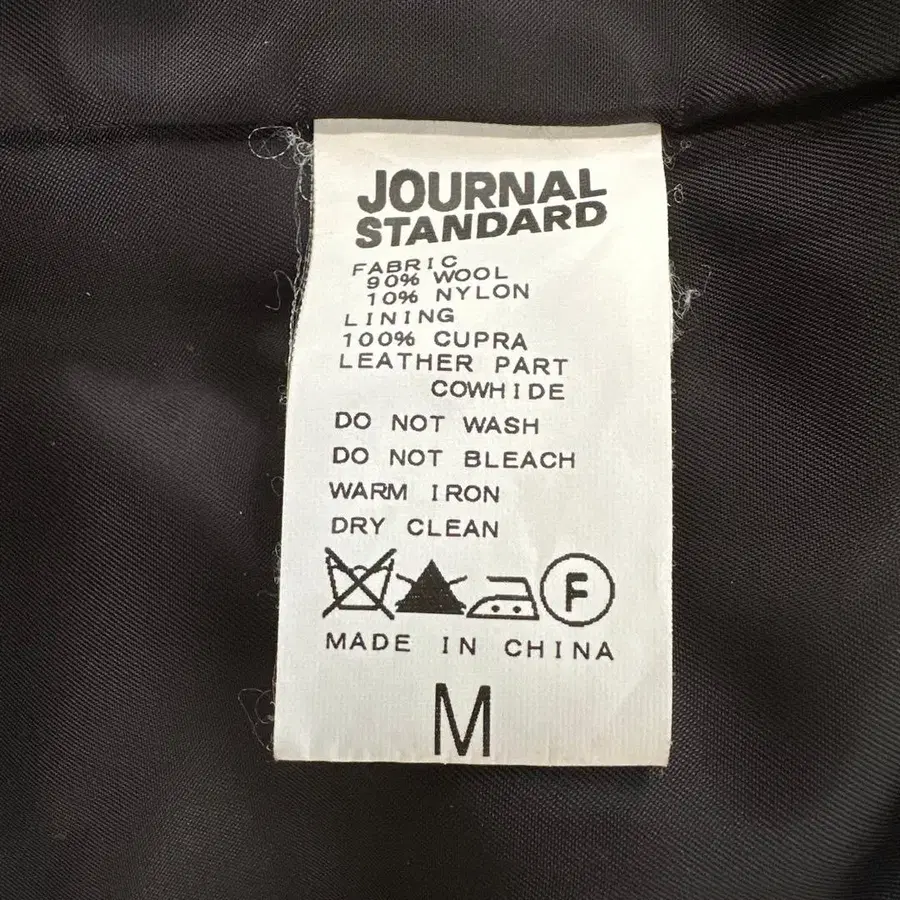 JOURNAL
STANDARD
FABRIC
90% WOOL
10% NYLON
LINING
100% CUPRA
LEATHER PART
COWHIDE
DO NOT WASH
DO NOT BLEACH
WARM IRON
DRY CLEAN
F
MADE IN CHINA
M